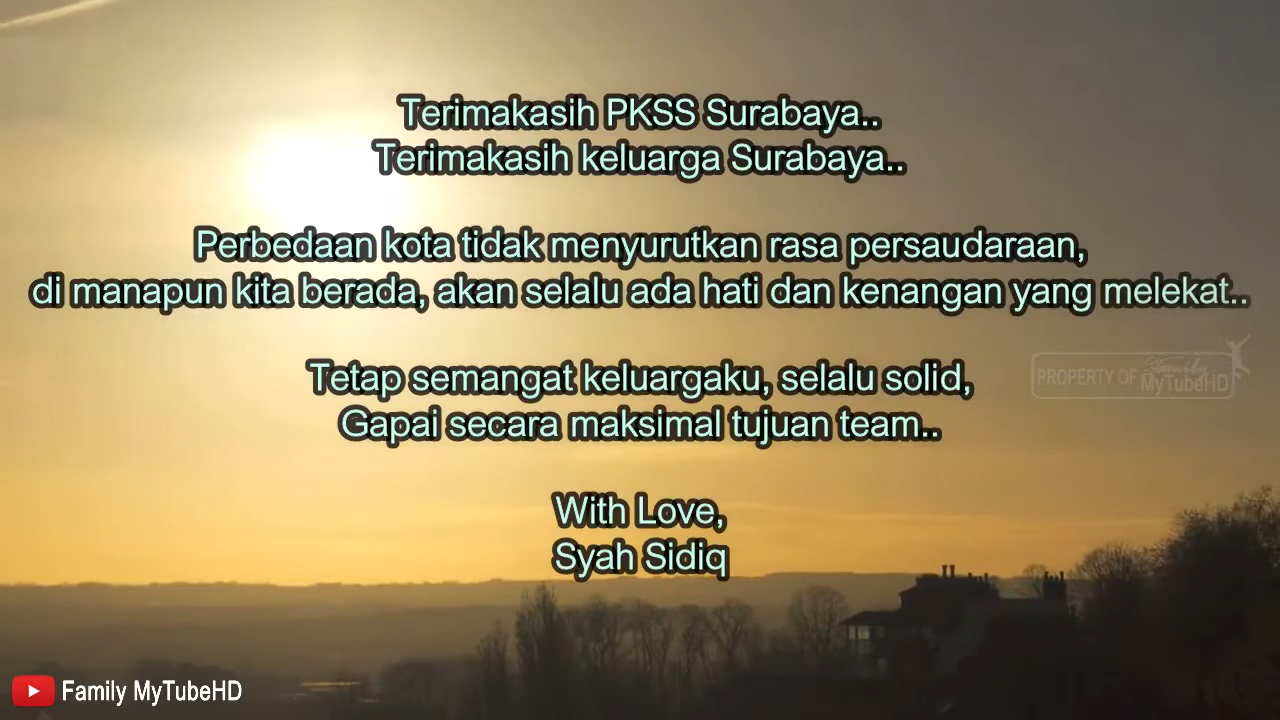 Terimakasih PKSS Surabaya..
Terimakasih keluarga Surabaya..
Perbedaan kota tidak menyurutkan rasa persaudaraan,
di manapun kita berada, akan selalu ada hati dan kenangan yang melekat..
Tetap semangat keluargaku, selalu solid,
Gapai secara maksimal tujuan team..
With Love,
Syah Sidiq
PROPERTY OF Family MyTubeHD
Family MyTubeHD